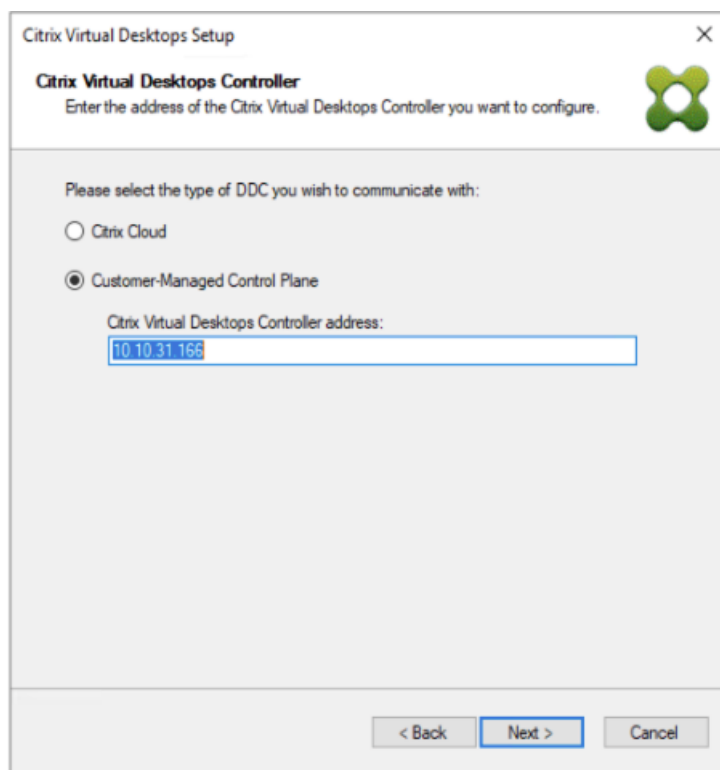 Citrix Virtual Desktops Setup
Citrix Virtual Desktops Controller
Enter the address of the Citrix Virtual Desktops Controller you want to configure.
Please select the type of DDC you wish to communicate with:
Citrix Cloud
Customer-Managed Control Plane
Citrix Virtual Desktops Controller address:
10.10.31.166
< Back Next > Cancel